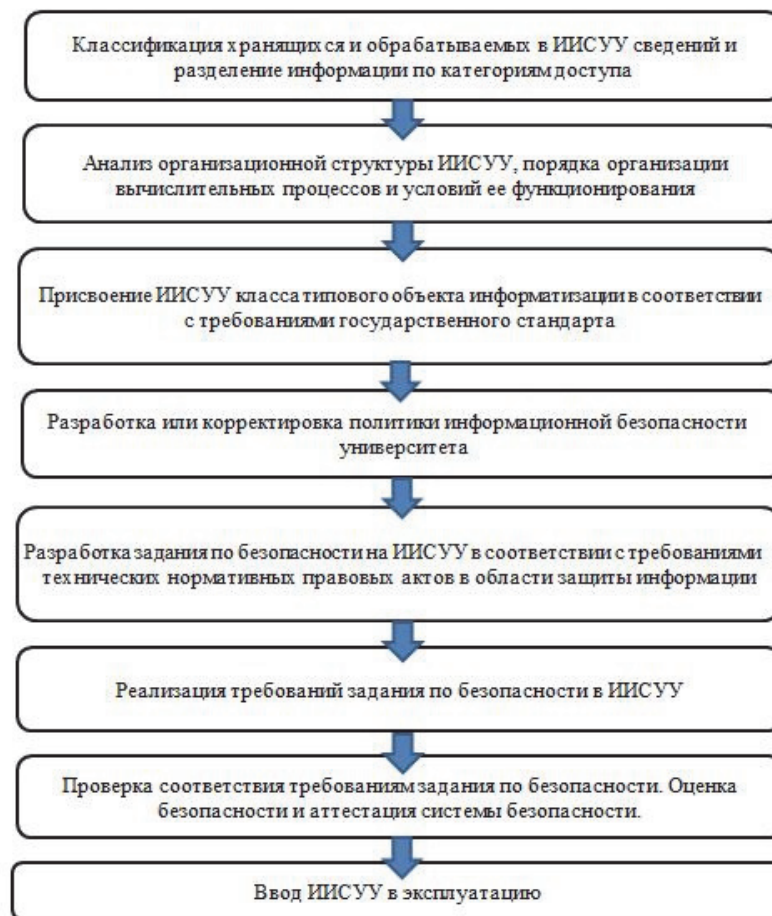 Классификация хранящихся и обрабатываемых в ИИСУУ сведений и
разделение информации по категориям доступа
Анализ организационной структуры ИИСУУ, порядка организации
вычислительных процессов и условий ее функционирования
Присвоение ИИСУУ класса типового объекта информатизации в соответствии
с требованиями государственного стандарта
Разработка или корректировка политики информационной безопасности
университета
Разработка задания по безопасности на ИИСУУ в соответствии с требованиями
технических нормативных правовых актов в области защиты информации
Реализация требований задания по безопасности в ИИСУУ
Проверка соответствия требованиям задания по безопасности. Оценка
безопасности и аттестация системы безопасности.
Ввод ИИСУУ в эксплуатацию